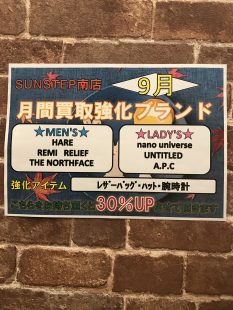 SUNSTEP南店
9月
月間買取強化ブランド
★MEN'S★
HARE
REMI RELIEF
THE NORTHFACE
★LADY'S★
nano universe
UNTITLED
A.P.C
強化アイテム
レザーバッグ・ハット・腕時計
30%UP